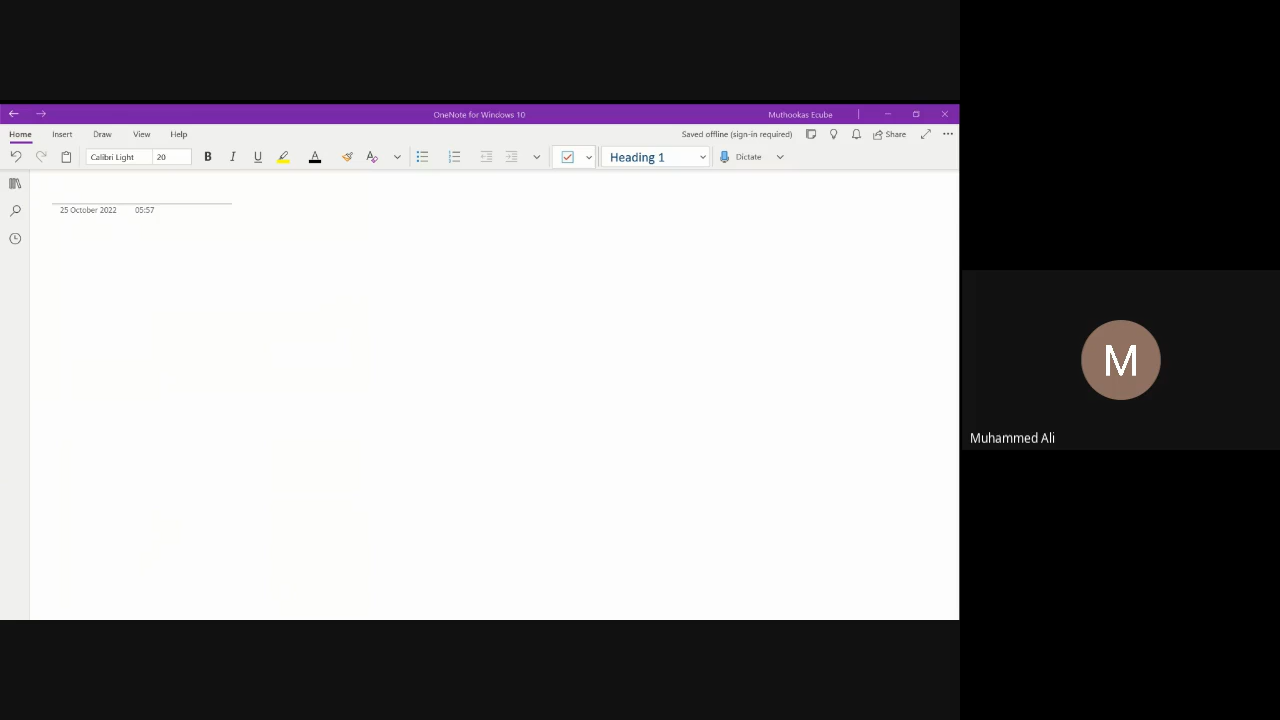 OneNote for Windows 10
Muthookas Ecube
Home Insert Draw View Help
Saved offline (sign-in required)
Share
Calibri Light 20
B I U A A
Heading 1
Dictate
25 October 2022 05:57
M
Muhammed Ali